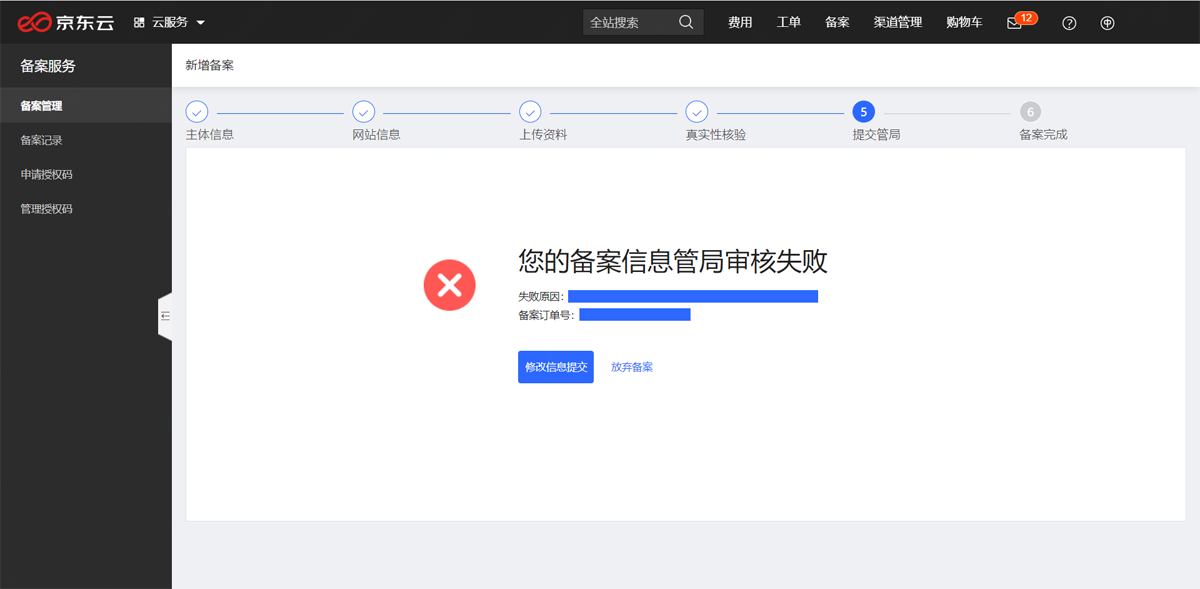 京东云 云服务 全站搜索 费用 工单 备案 渠道管理 购物车 12
备案服务
新增备案
备案管理
备案记录
申请授权码
管理授权码
5 6
主体信息 网站信息 上传资料 真实性核验 提交管局 备案完成
您的备案信息管局审核失败
失败原因：
备案订单号：
修改信息提交 放弃备案